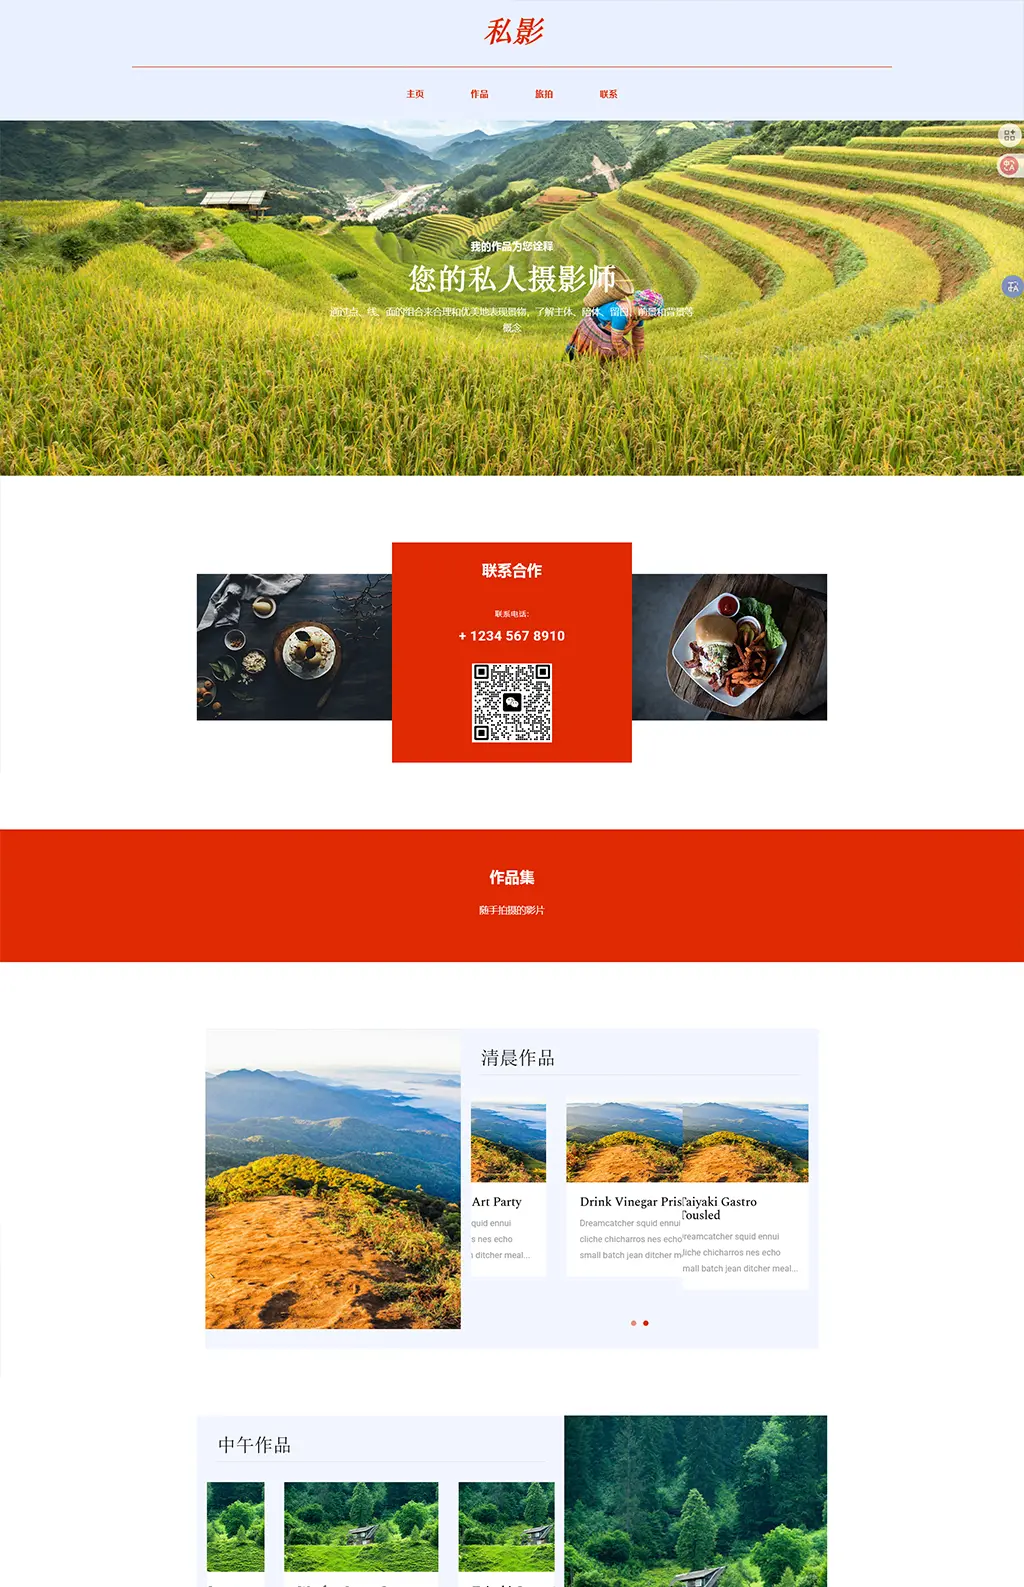 私影
主页
作品
旅拍
联系
我的作品为您诠释
您的私人摄影师
通过点、线、面的组合来合理和优美地表现景物，了解主体、陪体、留白、前景和背景等
概念
联系合作
联系电话：
+ 1234 567 8910
作品集
随手拍摄的影片
清晨作品
Art Party
squid ennui
s nes echo
ditcher meal...
Drink Vinegar Pris
Dreamcatcher squid ennui
cliche chicharros nes echo
small batch jean ditcher m
Taiyaki Gastro
Tousled
reamcatcher squid ennui
liche chicharros nes echo
mall batch jean ditcher meal...
中午作品